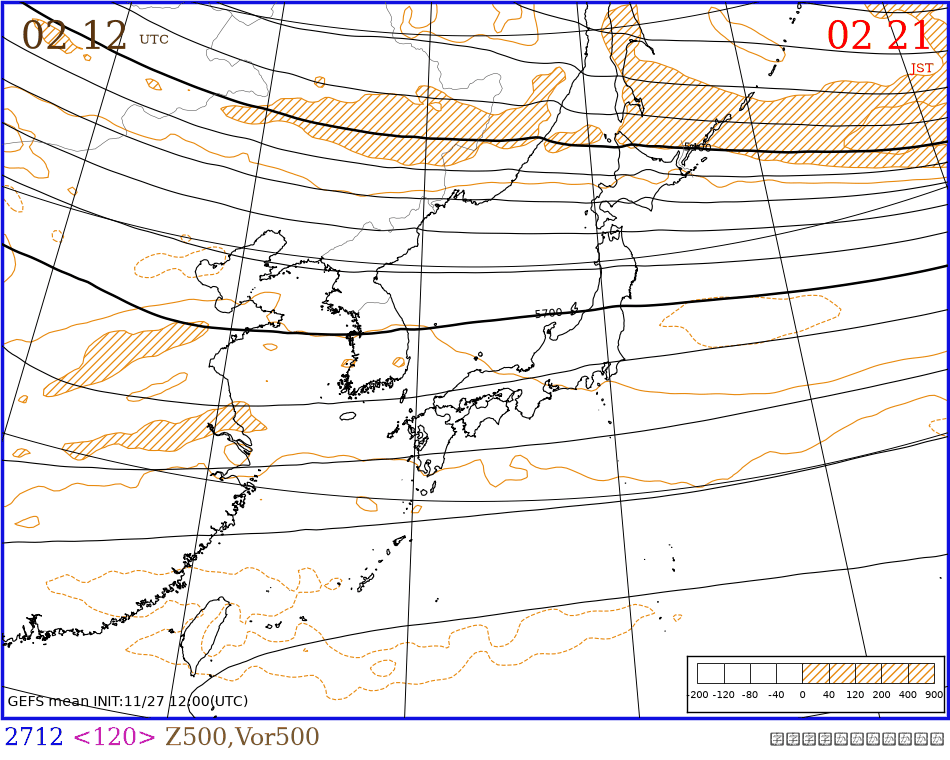 02 12 UTC
02 21
JST
5400
5700
GEFS mean INIT:11/27 12:00(UTC)
-200 -120 -80 -40 0 40 120 200 400 900
2712 <120> Z500,Vor500